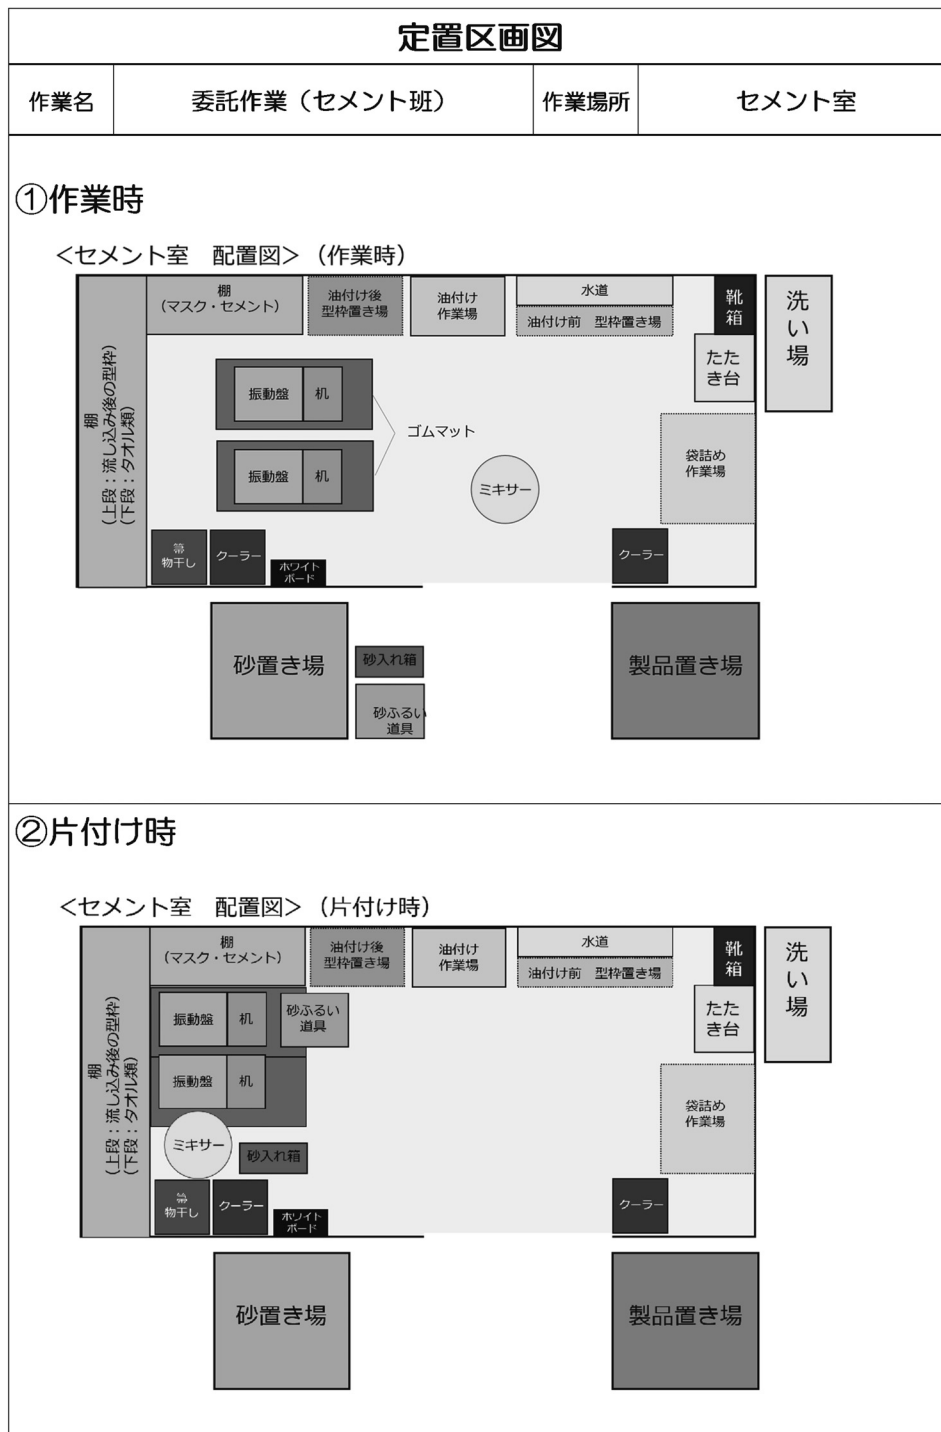 定置区画図
作業名
委託作業（セメント班）
作業場所
セメント室
①作業時
＜セメント室　配置図＞（作業時）
棚
（マスク・セメント）
油付け後
型枠置き場
油付け
作業場
水道
油付け前　型枠置き場
靴
箱
洗い場
たた
き台
棚
（上段：流し込み後の型枠）
（下段：タオル類）
振動盤
机
ゴムマット
振動盤
机
ミキサー
袋詰め
作業場
箒
物干し
クーラー
ホワイト
ボード
クーラー
砂置き場
砂入れ箱
砂ふるい
道具
製品置き場
②片付け時
＜セメント室　配置図＞（片付け時）
棚
（マスク・セメント）
油付け後
型枠置き場
油付け
作業場
水道
油付け前　型枠置き場
靴
箱
洗い場
たた
き台
棚
（上段：流し込み後の型枠）
（下段：タオル類）
振動盤
机
砂ふるい
道具
振動盤
机
ミキサー
砂入れ箱
袋詰め
作業場
箒
物干し
クーラー
ホワイト
ボード
クーラー
砂置き場
製品置き場